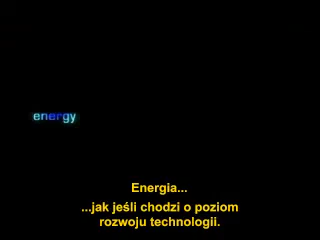 energy
Energia...
...jak jeśli chodzi o poziom
rozwoju technologii.